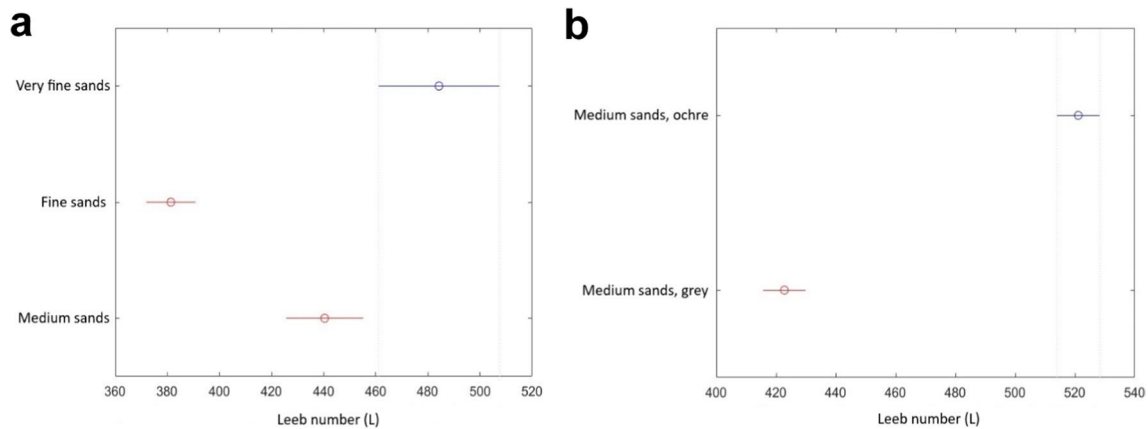 a
Very fine sands
Fine sands
Medium sands
360 380 400 420 440 460 480 500 520
Leeb number (L)
b
Medium sands, ochre
Medium sands, grey
400 420 440 460 480 500 520 540
Leeb number (L)